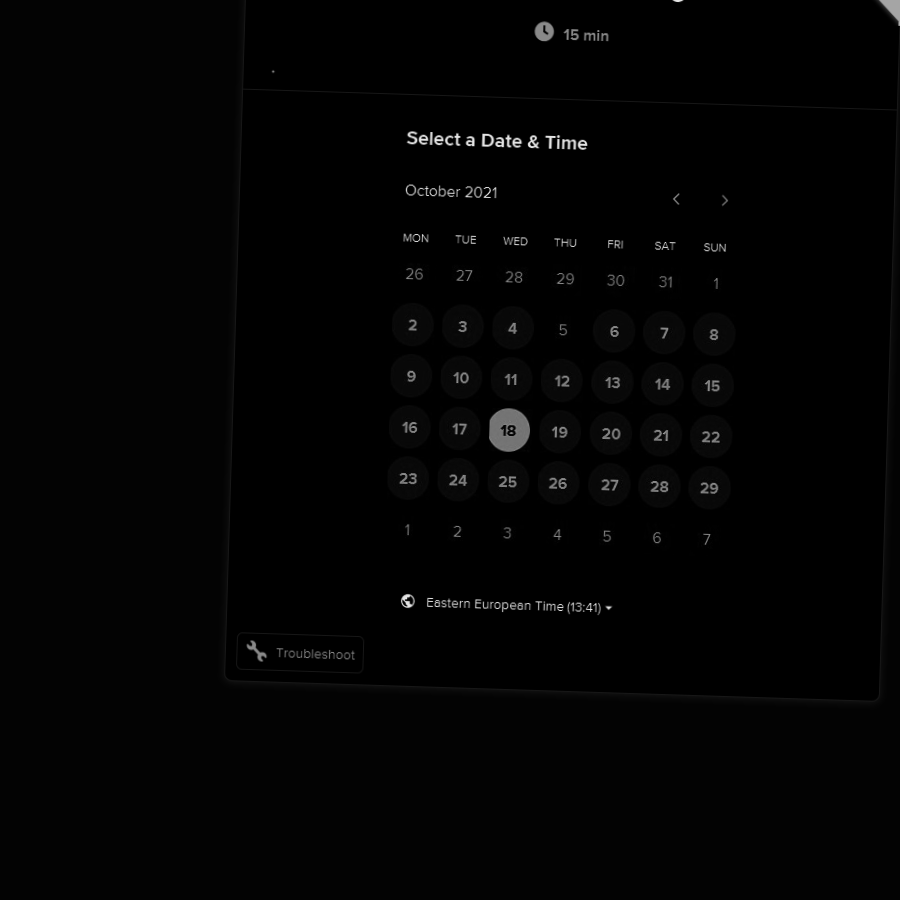 15 min
Select a Date & Time
October 2021
MON TUE WED THU FRI SAT SUN
26 27 28 29 30 31 1
2 3 4 5 6 7 8
9 10 11 12 13 14 15
16 17 18 19 20 21 22
23 24 25 26 27 28 29
1 2 3 4 5 6 7
Eastern European Time (13:41)
Troubleshoot